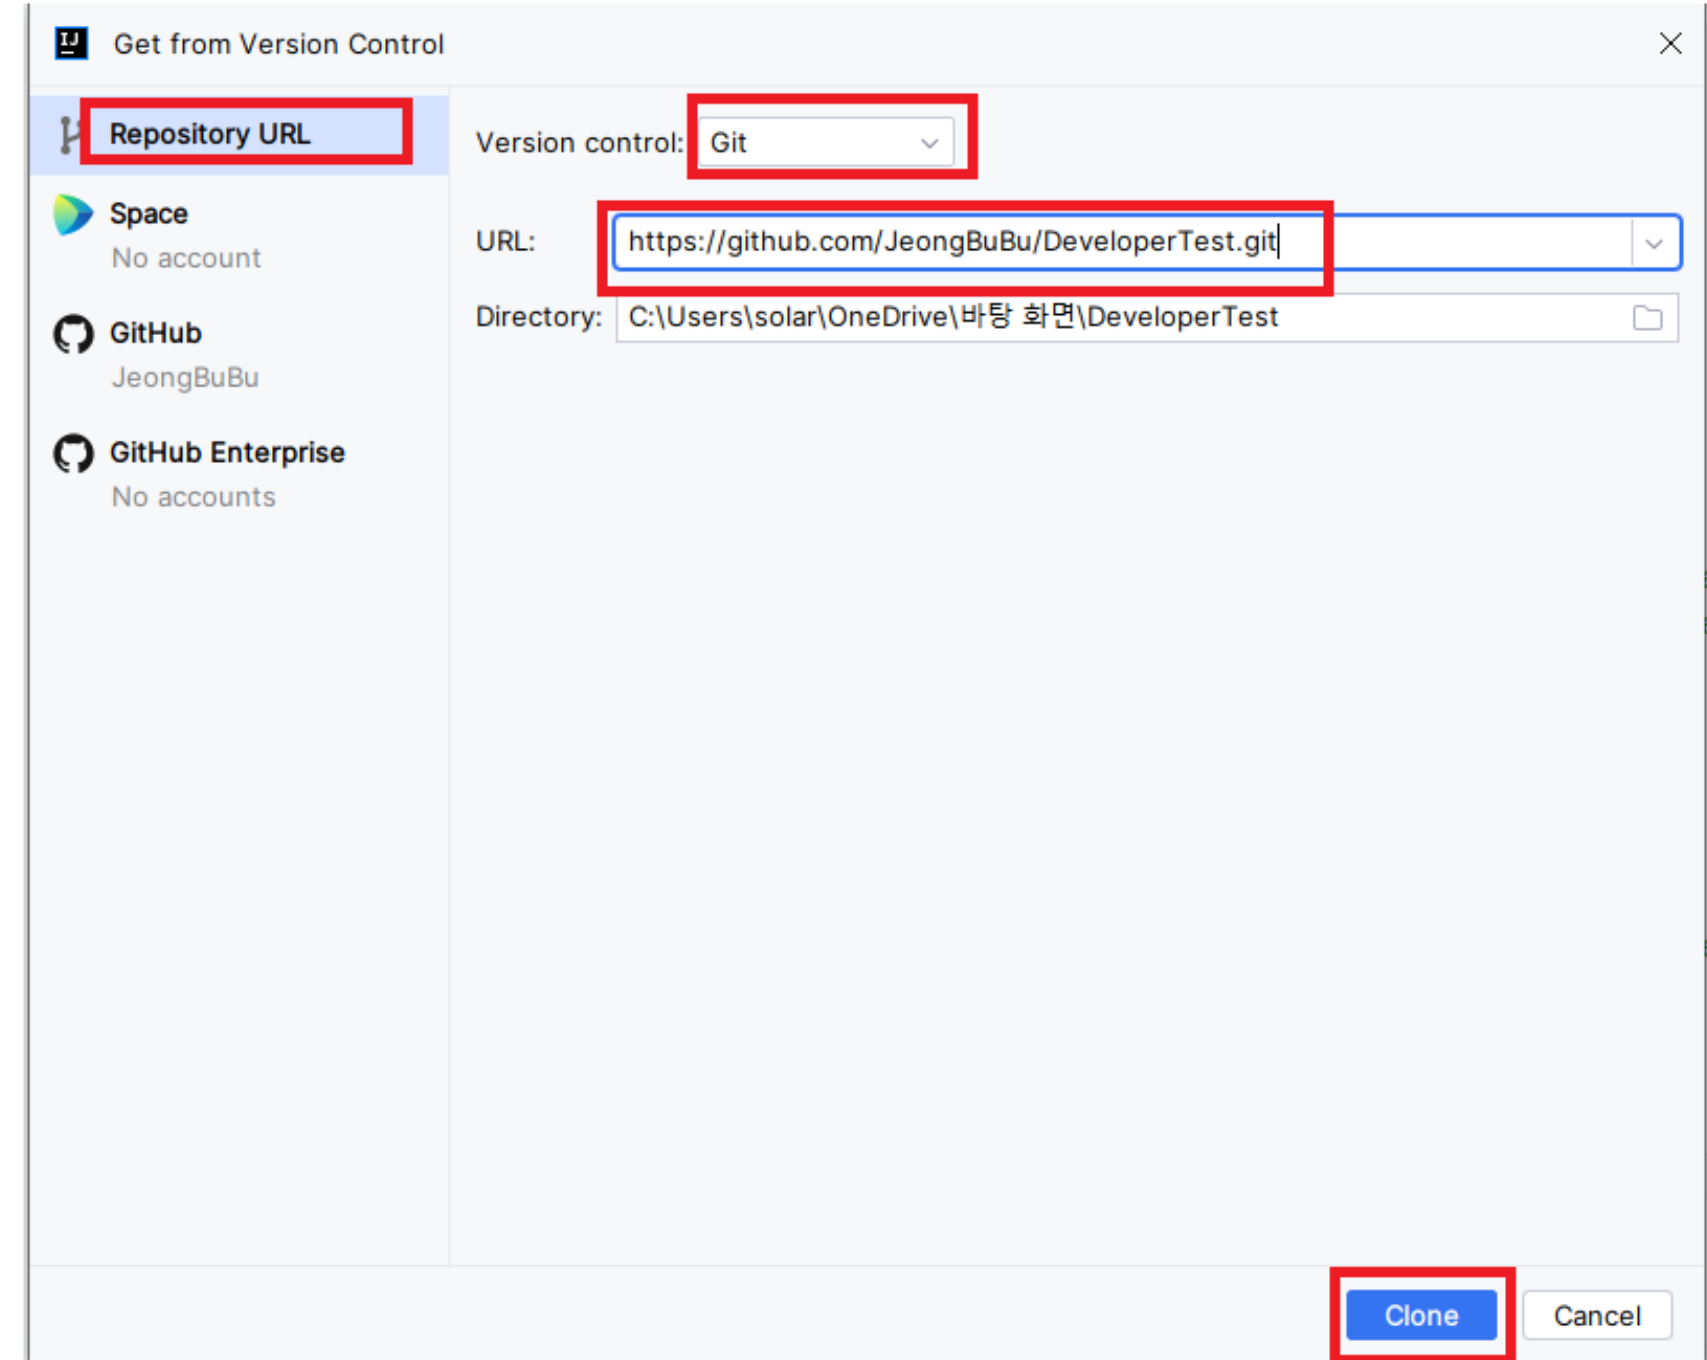 IJ
Get from Version Control
Repository URL
Space
No account
GitHub
JeongBuBu
GitHub Enterprise
No accounts
Version control: Git
URL: https://github.com/JeongBuBu/DeveloperTest.git
Directory: C:\Users\solar\OneDrive\바탕 화면\DeveloperTest
Clone
Cancel